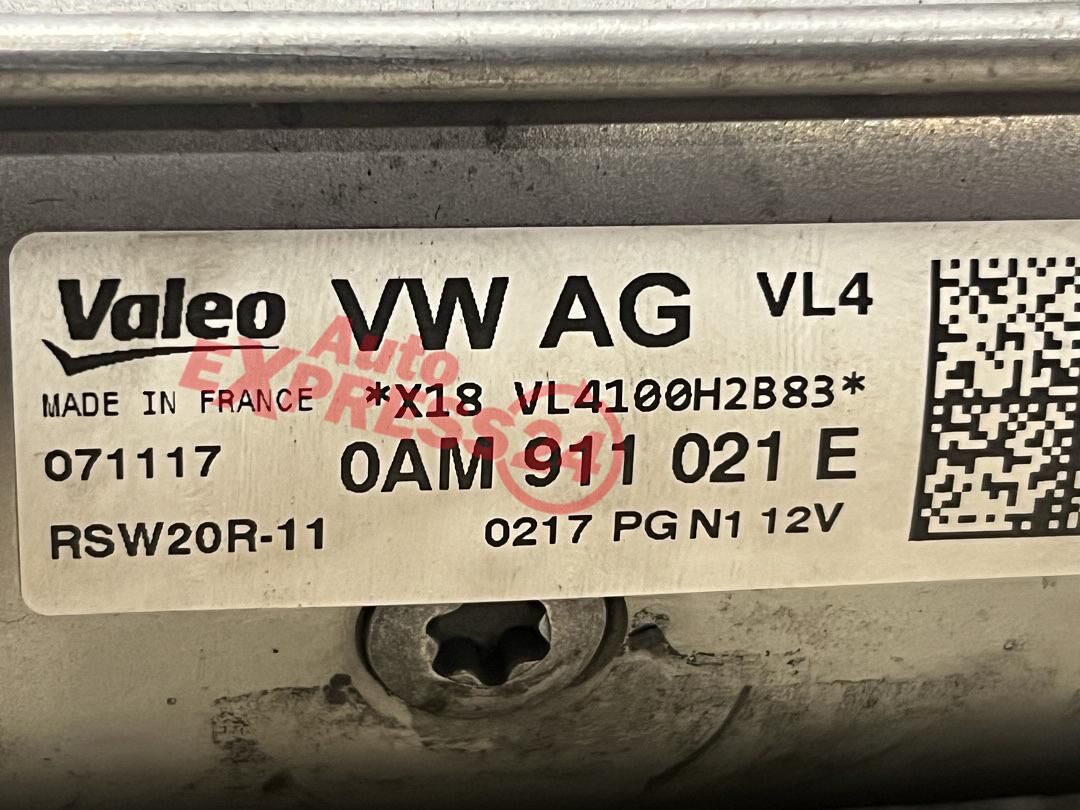 Valeo VW AG VL4
MADE IN FRANCE *X18 VL4100H2B83*
071117 0AM 911 021 E
RSW20R-11 0217 PG N1 12V
Auto
EXPRESS24